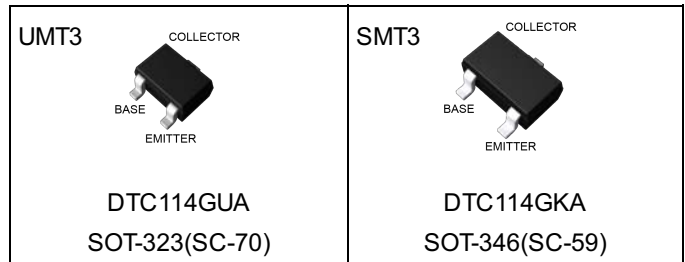 UMT3
COLLECTOR
BASE
EMITTER
DTC114GUA
SOT-323(SC-70)
SMT3
COLLECTOR
BASE
EMITTER
DTC114GKA
SOT-346(SC-59)